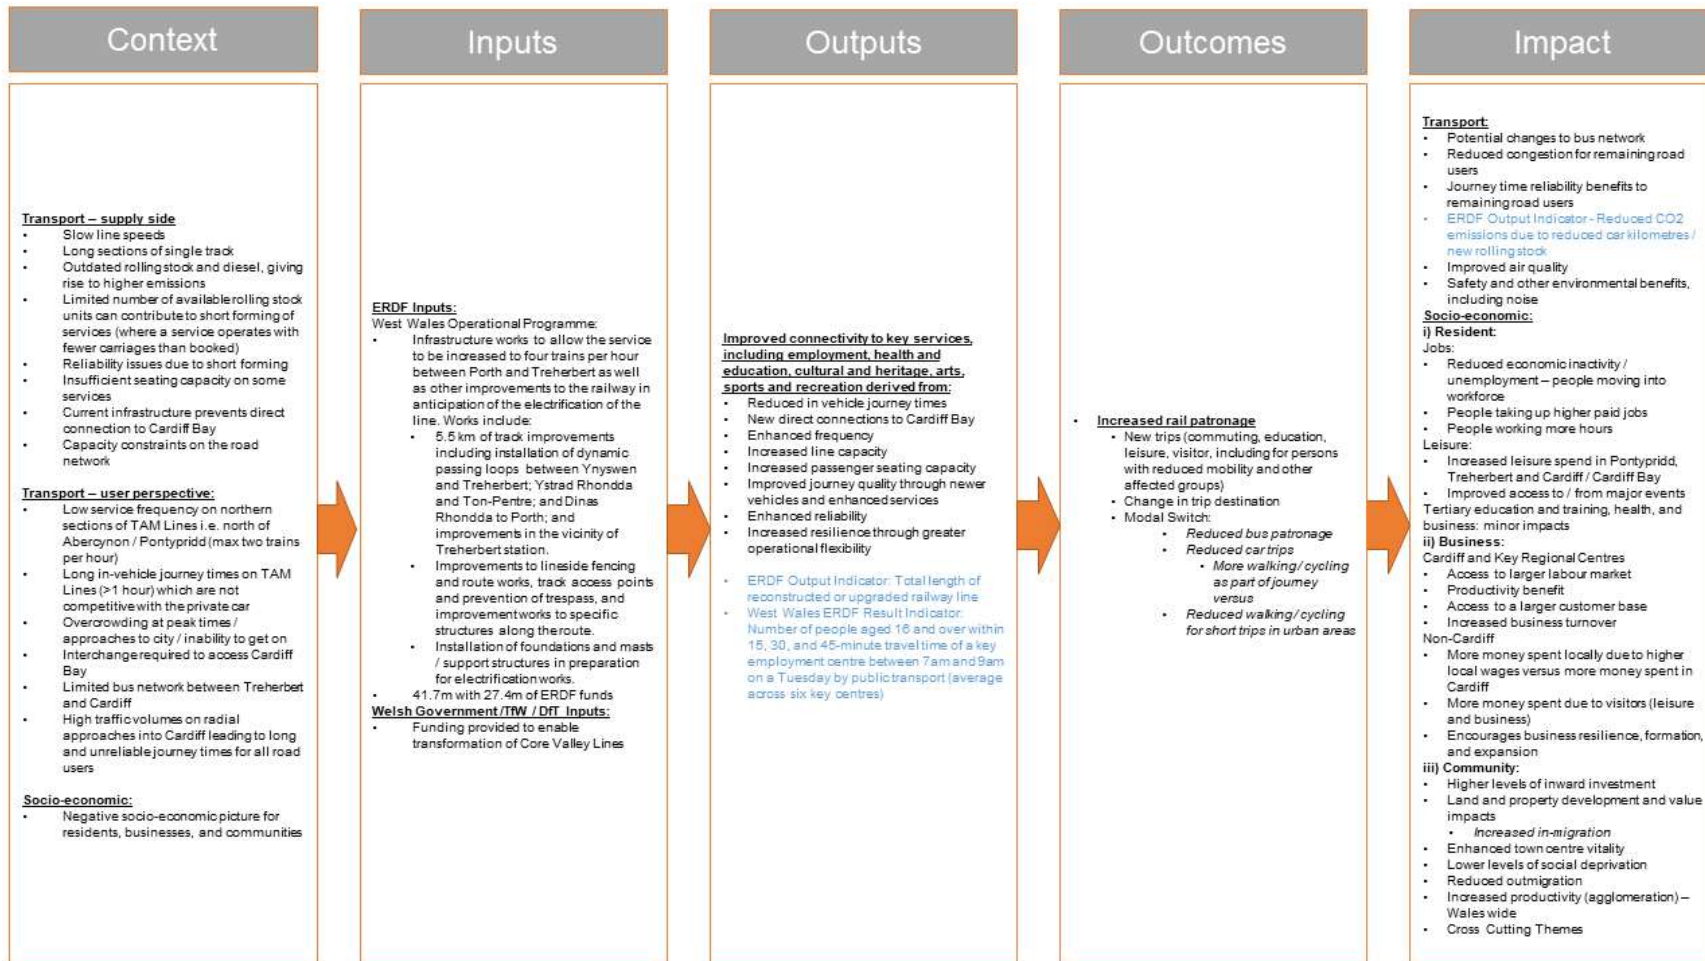 Context
Transport – supply side
• Slow line speeds
• Long sections of single track
• Outdated rolling stock and diesel, giving
rise to higher emissions
• Limited number of available rolling stock
units can contribute to short forming of
services (where a service operates with
fewer carriages than booked)
• Reliability issues due to short forming
• Insufficient seating capacity on some
services
• Current infrastructure prevents direct
connection to Cardiff Bay
• Capacity constraints on the road
network
Transport – user perspective:
• Low service frequency on northern
sections of TAM Lines i.e. north of
Abercynon / Pontypridd (max two trains
per hour)
• Long in-vehicle journey times on TAM
Lines (>1 hour) which are not
competitive with the private car
• Overcrowding at peak times /
approaches to city / inability to get on
• Interchange required to access Cardiff
Bay
• Limited bus network between Treherbert
and Cardiff
• High traffic volumes on radial
approaches into Cardiff leading to long
and unreliable journey times for all road
users
Socio-economic:
• Negative socio-economic picture for
residents, businesses, and communities
Inputs
ERDF Inputs:
West Wales Operational Programme:
• Infrastructure works to allow the service
to be increased to four trains per hour
between Porth and Treherbert as well
as other improvements to the railway in
anticipation of the electrification of the
line. Works include:
• 5.5 km of track improvements
including installation of dynamic
passing loops between Ynyswen
and Treherbert; Ystrad Rhondda
and Ton-Pentre; and Dinas
Rhondda to Porth; and
improvements in the vicinity of
Treherbert station.
• Improvements to lineside fencing
and route works, track access points
and prevention of trespass, and
improvement works to specific
structures along the route.
• Installation of foundations and masts
/ support structures in preparation
for electrification works.
• 41.7m with 27.4m of ERDF funds
Welsh Government /TfW / DfT Inputs:
• Funding provided to enable
transformation of Core Valley Lines
Outputs
Improved connectivity to key services,
including employment, health and
education, cultural and heritage, arts,
sports and recreation derived from:
• Reduced in vehicle journey times
• New direct connections to Cardiff Bay
• Enhanced frequency
• Increased line capacity
• Increased passenger seating capacity
• Improved journey quality through newer
vehicles and enhanced services
• Enhanced reliability
• Increased resilience through greater
operational flexibility
• ERDF Output Indicator: Total length of
reconstructed or upgraded railway line
• West Wales ERDF Result Indicator:
Number of people aged 16 and over within
15, 30, and 45-minute travel time of a key
employment centre between 7am and 9am
on a Tuesday by public transport (average
across six key centres)
Outcomes
• Increased rail patronage
• New trips (commuting, education,
leisure, visitor, including for persons
with reduced mobility and other
affected groups)
• Change in trip destination
• Modal Switch:
• Reduced bus patronage
• Reduced car trips
• More walking/ cycling
as part of journey
versus
• Reduced walking/ cycling
for short trips in urban areas
Impact
Transport:
• Potential changes to bus network
• Reduced congestion for remaining road
users
• Journey time reliability benefits to
remaining road users
• ERDF Output Indicator - Reduced CO2
emissions due to reduced car kilometres /
new rolling stock
• Improved air quality
• Safety and other environmental benefits,
including noise
Socio-economic:
i) Resident:
Jobs:
• Reduced economic inactivity /
unemployment – people moving into
workforce
• People taking up higher paid jobs
• People working more hours
Leisure:
• Increased leisure spend in Pontypridd,
Treherbert and Cardiff / Cardiff Bay
• Improved access to / from major events
Tertiary education and training, health, and
business: minor impacts
ii) Business:
Cardiff and Key Regional Centres
• Access to larger labour market
• Productivity benefit
• Access to a larger customer base
• Increased business turnover
Non-Cardiff
• More money spent locally due to higher
local wages versus more money spent in
Cardiff
• More money spent due to visitors (leisure
and business)
• Encourages business resilience, formation,
and expansion
iii) Community:
• Higher levels of inward investment
• Land and property development and value
impacts
• Increased in-migration
• Enhanced town centre vitality
• Lower levels of social deprivation
• Reduced outmigration
• Increased productivity (agglomeration) –
Wales wide
• Cross Cutting Themes